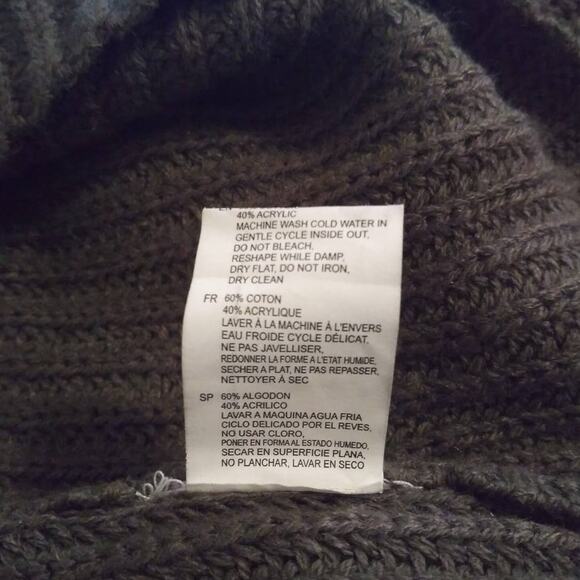 40% ACRYLIC
MACHINE WASH COLD WATER IN
GENTLE CYCLE INSIDE OUT,
DO NOT BLEACH.
RESHAPE WHILE DAMP,
DRY FLAT, DO NOT IRON,
DRY CLEAN
FR 60% COTON
40% ACRYLIQUE
LAVER À LA MACHINE À L'ENVERS
EAU FROIDE CYCLE DÉLICAT.
NE PAS JAVELLISER,
REDONNER LA FORME A L'ETAT HUMIDE,
SECHER A PLAT, NE PAS REPASSER,
NETTOYER À SEC
SP 60% ALGODON
40% ACRILICO
LAVAR A MAQUINA AGUA FRIA
CICLO DELICADO POR EL REVES,
NO USAR CLORO,
PONER EN FORMA AL ESTADO HUMEDO,
SECAR EN SUPERFICIE PLANA,
NO PLANCHAR, LAVAR EN SECO